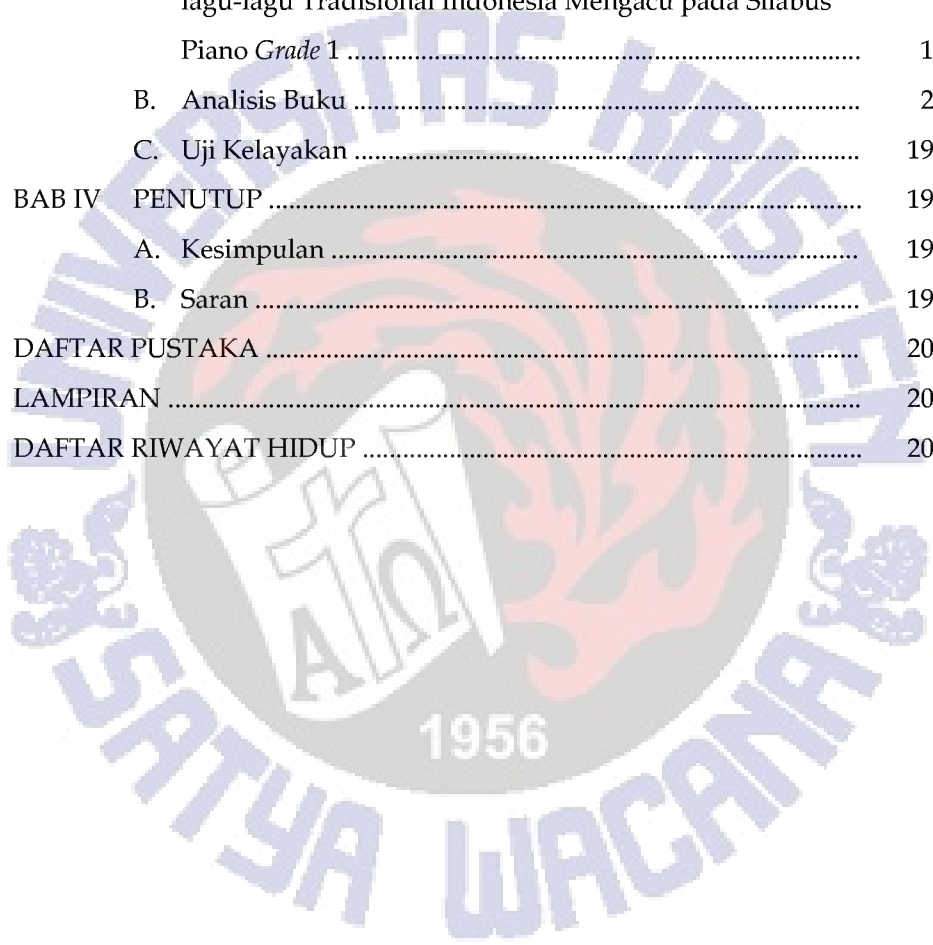 lagu-lagu Tradisional Indonesia Mengacu pada Silabus
Piano Grade 1 ........................................................................ 1
B. Analisis Buku ........................................................................ 2
C. Uji Kelayakan ........................................................................ 19
BAB IV PENUTUP ........................................................................ 19
A. Kesimpulan ........................................................................ 19
B. Saran ........................................................................ 19
DAFTAR PUSTAKA ........................................................................ 20
LAMPIRAN ........................................................................ 20
DAFTAR RIWAYAT HIDUP ........................................................................ 20
UNIVERSITAS KRISTEN
Α Ω
1956
SATYA WACANA